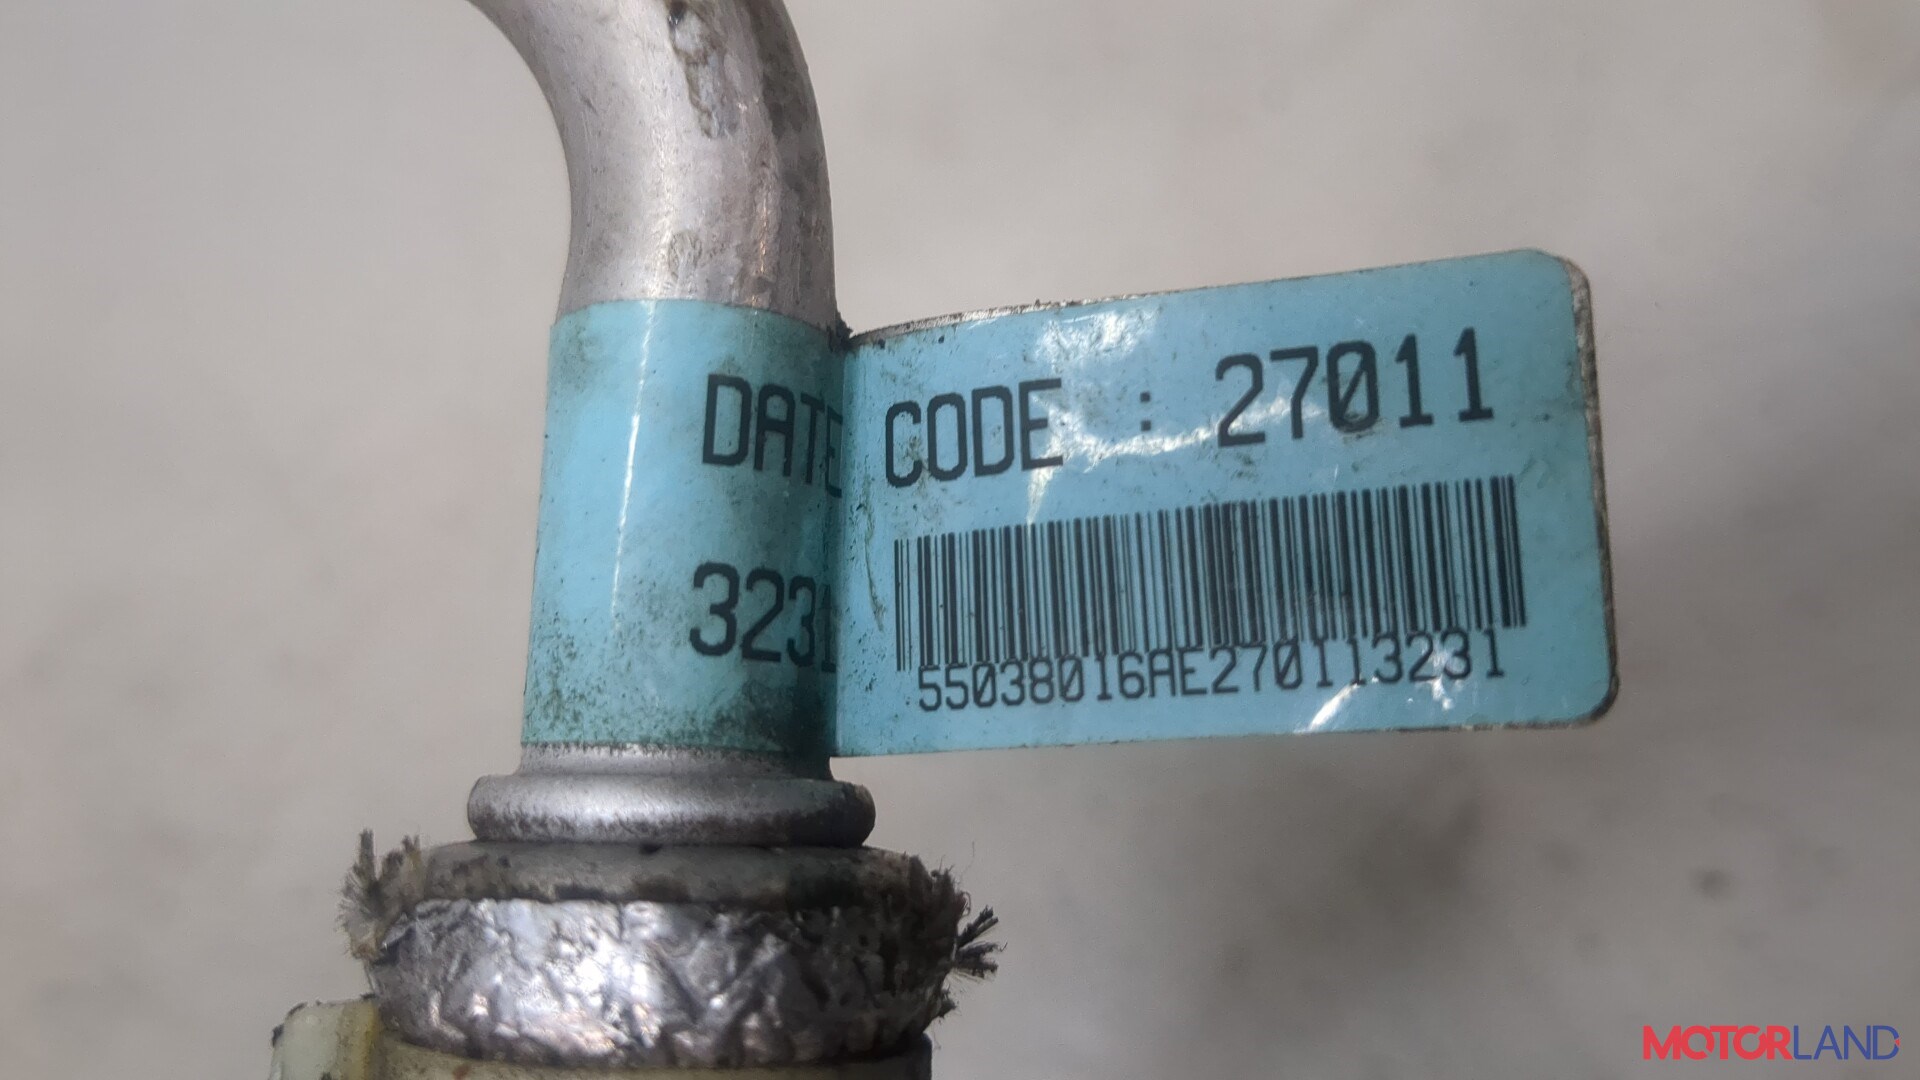 DATE CODE : 27011
3231
55038016AE270113231
MOTORLAND